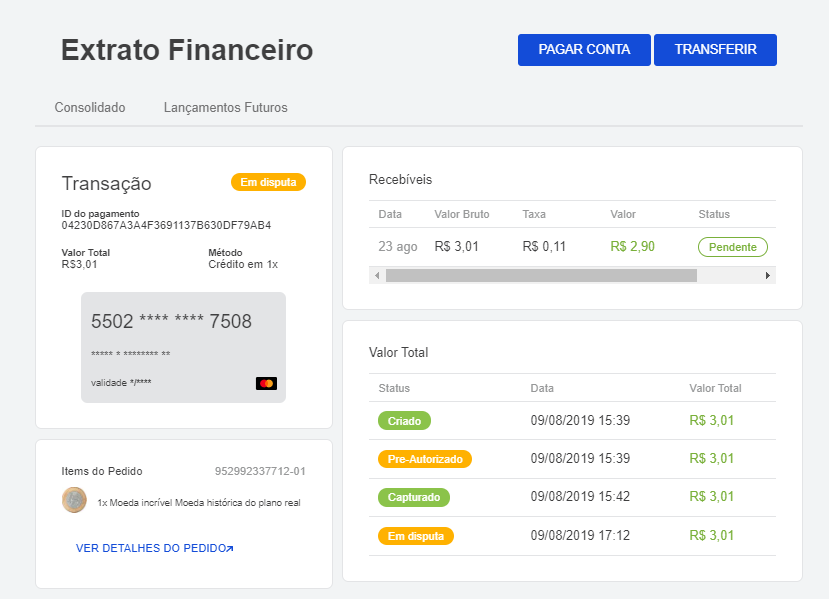 Extrato Financeiro
PAGAR CONTA
TRANSFERIR
Consolidado
Lançamentos Futuros
Transação
Em disputa
ID do pagamento
04230D867A3A4F3691137B630DF79AB4
Valor Total
Método
R$3,01
Crédito em 1x
5502 **** **** 7508
***** * ******** **
validade */****
Items do Pedido
952992337712-01
1x Moeda incrível Moeda histórica do plano real
VER DETALHES DO PEDIDO
Recebíveis
Data Valor Bruto Taxa Valor Status
23 ago R$ 3,01 R$ 0,11 R$ 2,90 Pendente
Valor Total
Status Data Valor Total
Criado 09/08/2019 15:39 R$ 3,01
Pre-Autorizado 09/08/2019 15:39 R$ 3,01
Capturado 09/08/2019 15:42 R$ 3,01
Em disputa 09/08/2019 17:12 R$ 3,01